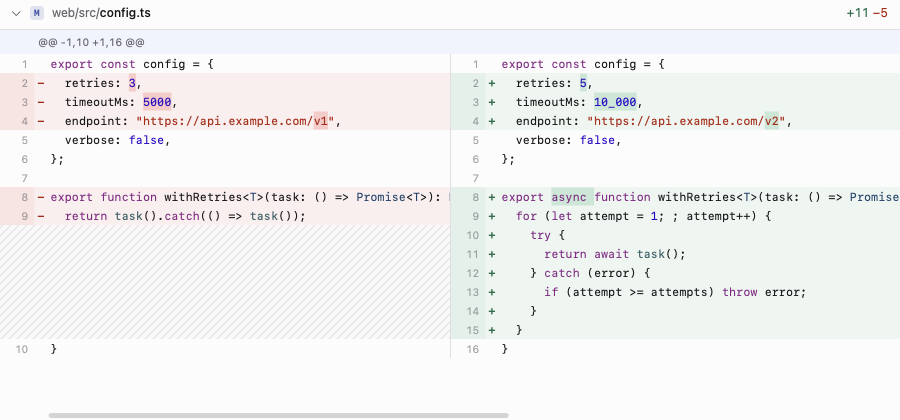 M web/src/config.ts +11 −5
@@ -1,10 +1,16 @@
1 export const config = {
2 − retries: 3,
3 − timeoutMs: 5000,
4 − endpoint: "https://api.example.com/v1",
5 verbose: false,
6 };
7
8 − export function withRetries<T>(task: () => Promise<T>):
9 − return task().catch(() => task());
10 }
1 export const config = {
2 + retries: 5,
3 + timeoutMs: 10_000,
4 + endpoint: "https://api.example.com/v2",
5 verbose: false,
6 };
7
8 + export async function withRetries<T>(task: () => Promise
9 + for (let attempt = 1; ; attempt++) {
10 + try {
11 + return await task();
12 + } catch (error) {
13 + if (attempt >= attempts) throw error;
14 + }
15 + }
16 }